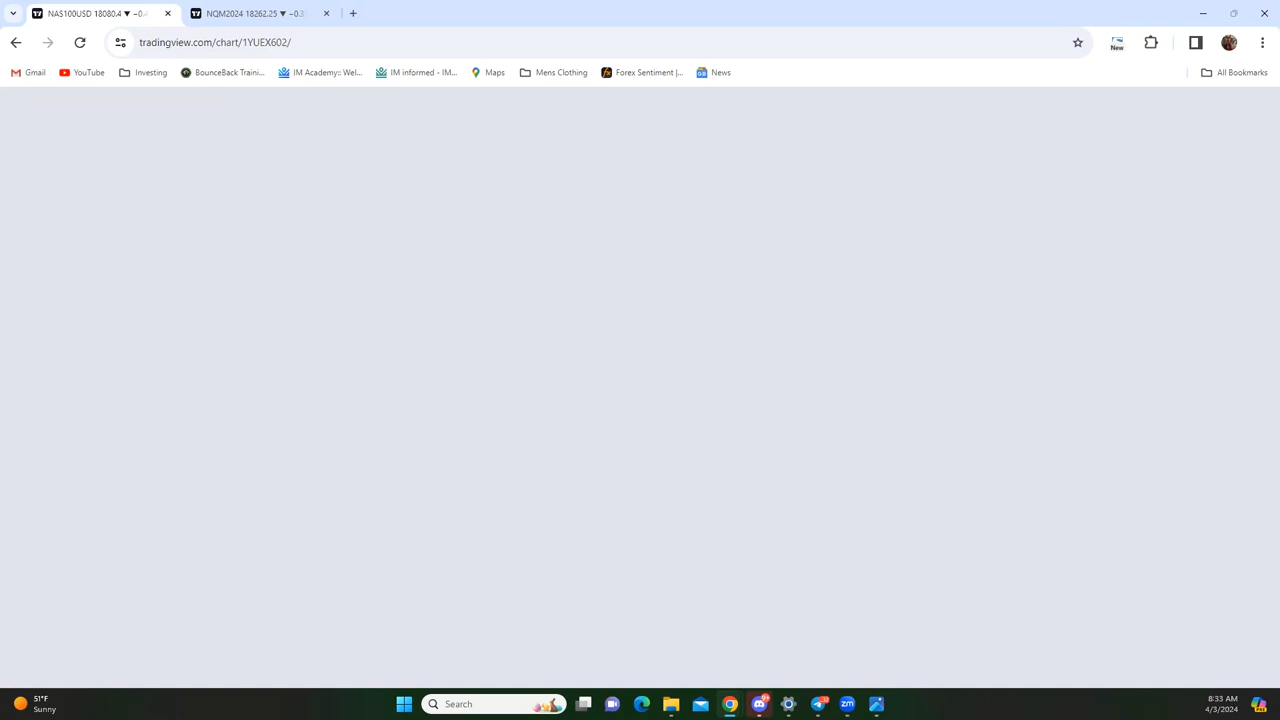 NAS100USD 18080.4 ▼ −0.4
NQM2024 18262.25 ▼ −0.3
tradingview.com/chart/1YUEX602/
New
Gmail
YouTube
Investing
BounceBack Traini...
IM Academy:: Wel...
IM informed - IM...
Maps
Mens Clothing
Forex Sentiment |...
News
All Bookmarks
51°F
Sunny
Search
zm
8:33 AM
4/3/2024